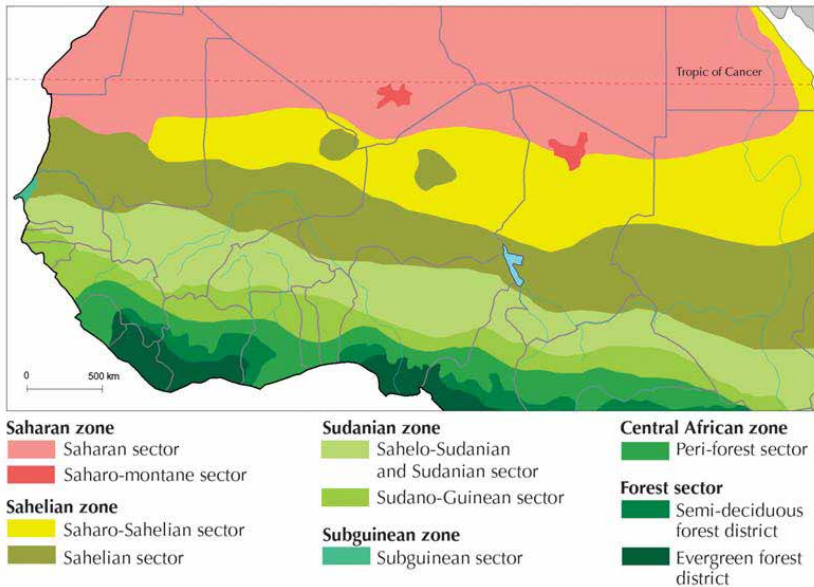 Tropic of Cancer
0 500 km
Saharan zone
Saharan sector
Saharo-montane sector
Sahelian zone
Saharo-Sahelian sector
Sahelian sector
Sudanian zone
Sahelo-Sudanian
and Sudanian sector
Sudano-Guinean sector
Subguinean zone
Subguinean sector
Central African zone
Peri-forest sector
Forest sector
Semi-deciduous
forest district
Evergreen forest
district